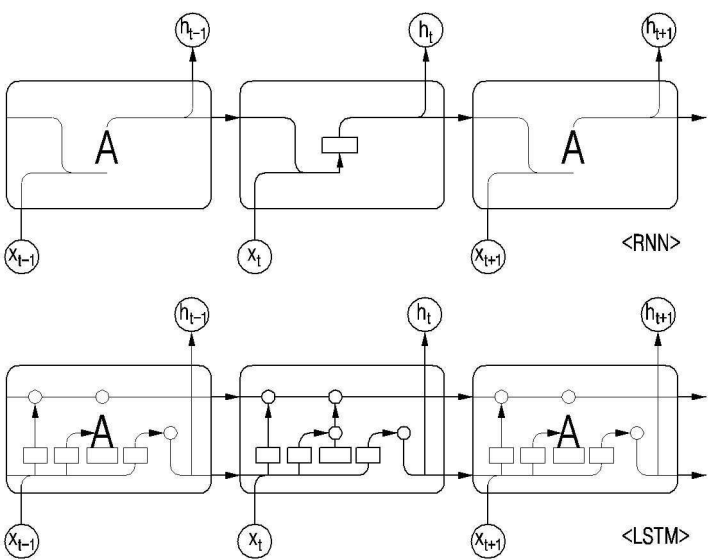 h_{t-1} h_t h_{t+1}
A A
x_{t-1} x_t x_{t+1}
<RNN>
h_{t-1} h_t h_{t+1}
A A
x_{t-1} x_t x_{t+1}
<LSTM>